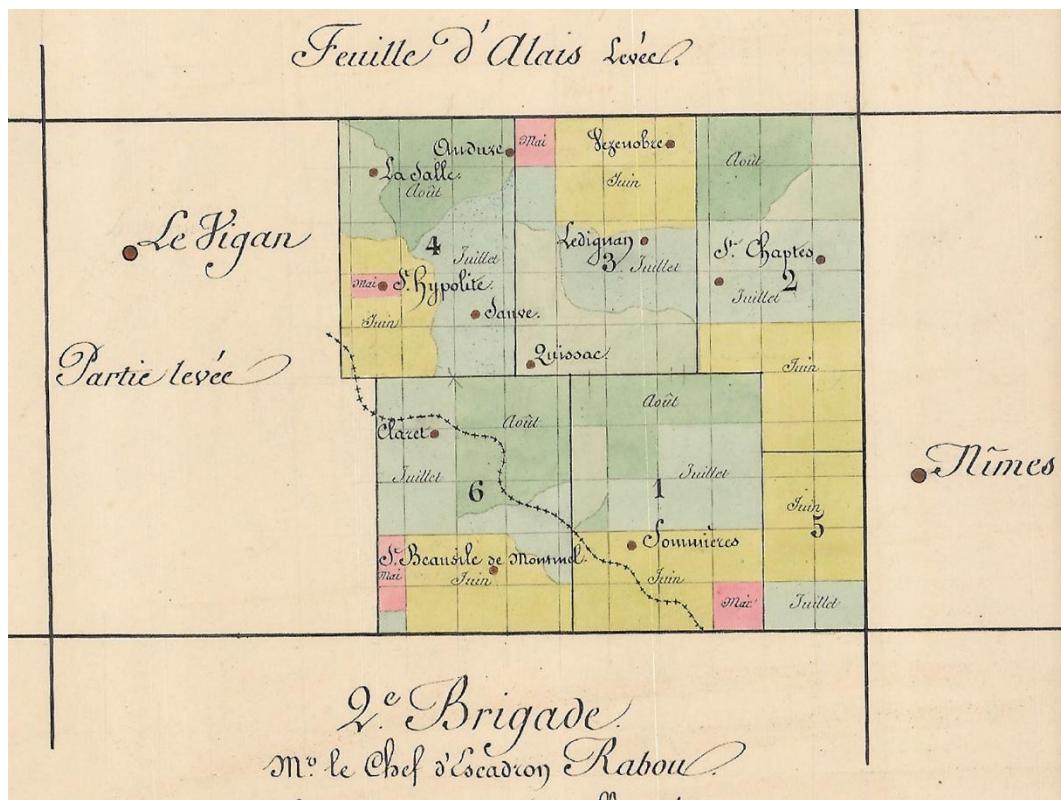 Feuille d'Alais Levée.
Anduze
Mai
Vezenobre
Août
La Salle.
Août
Juin
Le Vigan
4
Juillet
Ledignan
3
Juillet
St. Chaptes
2
Juillet
Mai
St. Hypolite
Juin
Sauve.
Quissac.
Partie levée
Juin
Août
Août
Claret
Juillet
6
1
Juillet
Nîmes
Juin
5
Sommières
St. Beausile de Montmel.
Mai
Juin
Juin
Mai
Juillet
2e Brigade.
Mr. le Chef d'Escadron Rabou.